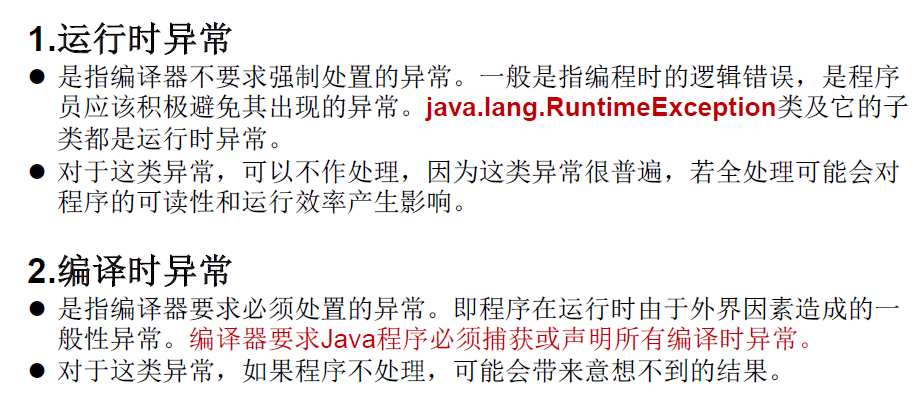 1.运行时异常
● 是指编译器不要求强制处置的异常。一般是指编程时的逻辑错误，是程序
员应该积极避免其出现的异常。java.lang.RuntimeException类及它的子
类都是运行时异常。
● 对于这类异常，可以不作处理，因为这类异常很普遍，若全处理可能会对
程序的可读性和运行效率产生影响。
2.编译时异常
● 是指编译器要求必须处置的异常。即程序在运行时由于外界因素造成的一
般性异常。编译器要求Java程序必须捕获或声明所有编译时异常。
● 对于这类异常，如果程序不处理，可能会带来意想不到的结果。